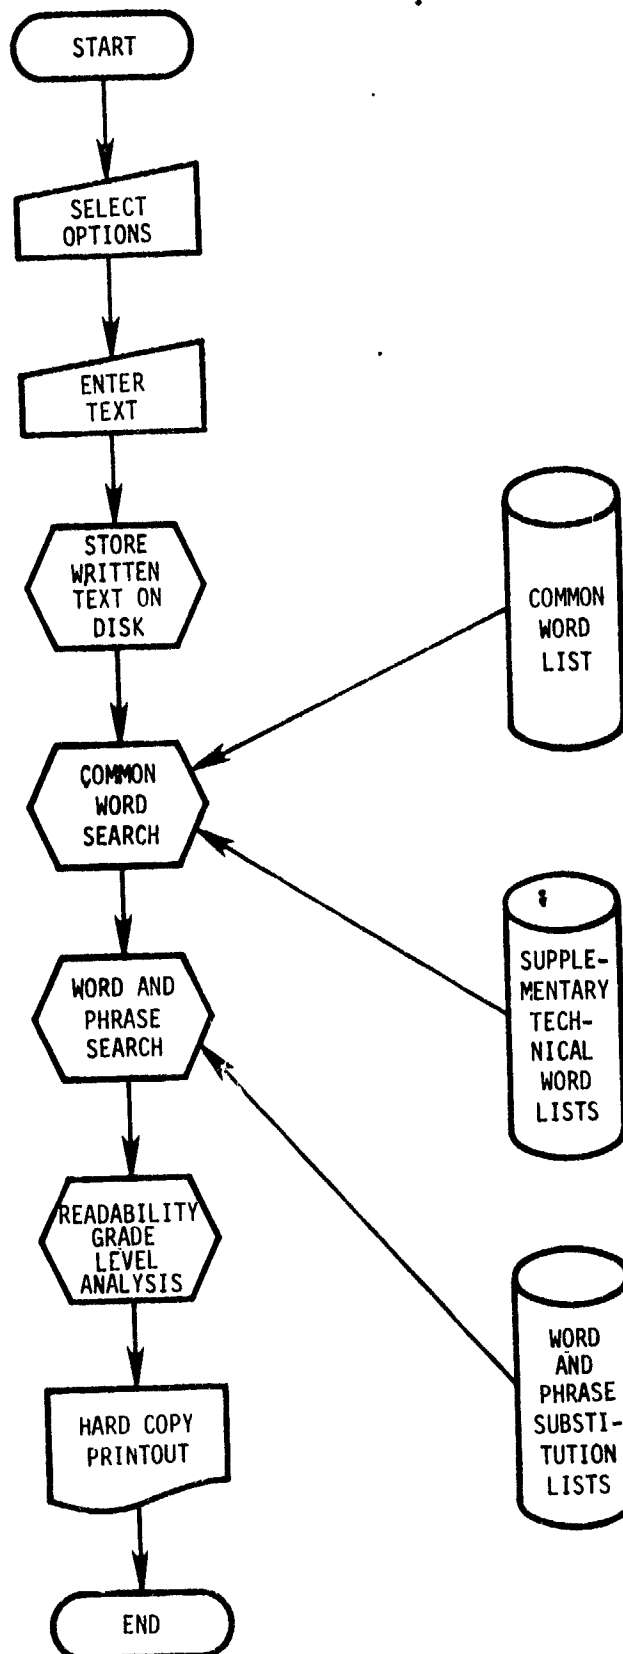 START
SELECT
OPTIONS
ENTER
TEXT
STORE
WRITTEN
TEXT ON
DISK
COMMON
WORD
LIST
COMMON
WORD
SEARCH
SUPPLE-
MENTARY
TECH-
NICAL
WORD
LISTS
WORD AND
PHRASE
SEARCH
READABILITY
GRADE
LEVEL
ANALYSIS
WORD
AND
PHRASE
SUBSTI-
TUTION
LISTS
HARD COPY
PRINTOUT
END